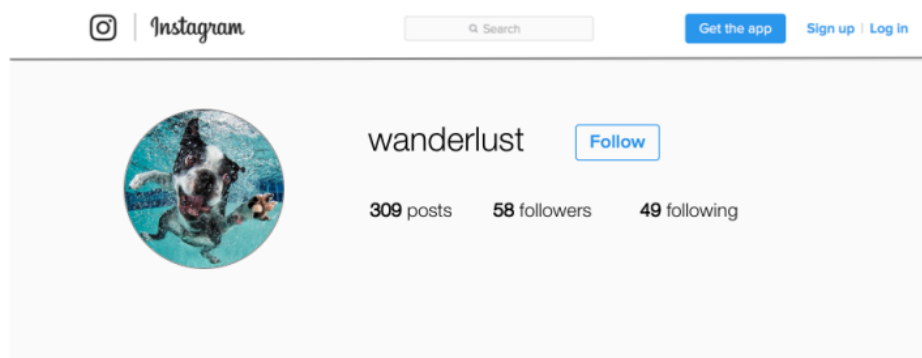 Instagram Search Get the app Sign up | Log in
wanderlust Follow
309 posts 58 followers 49 following